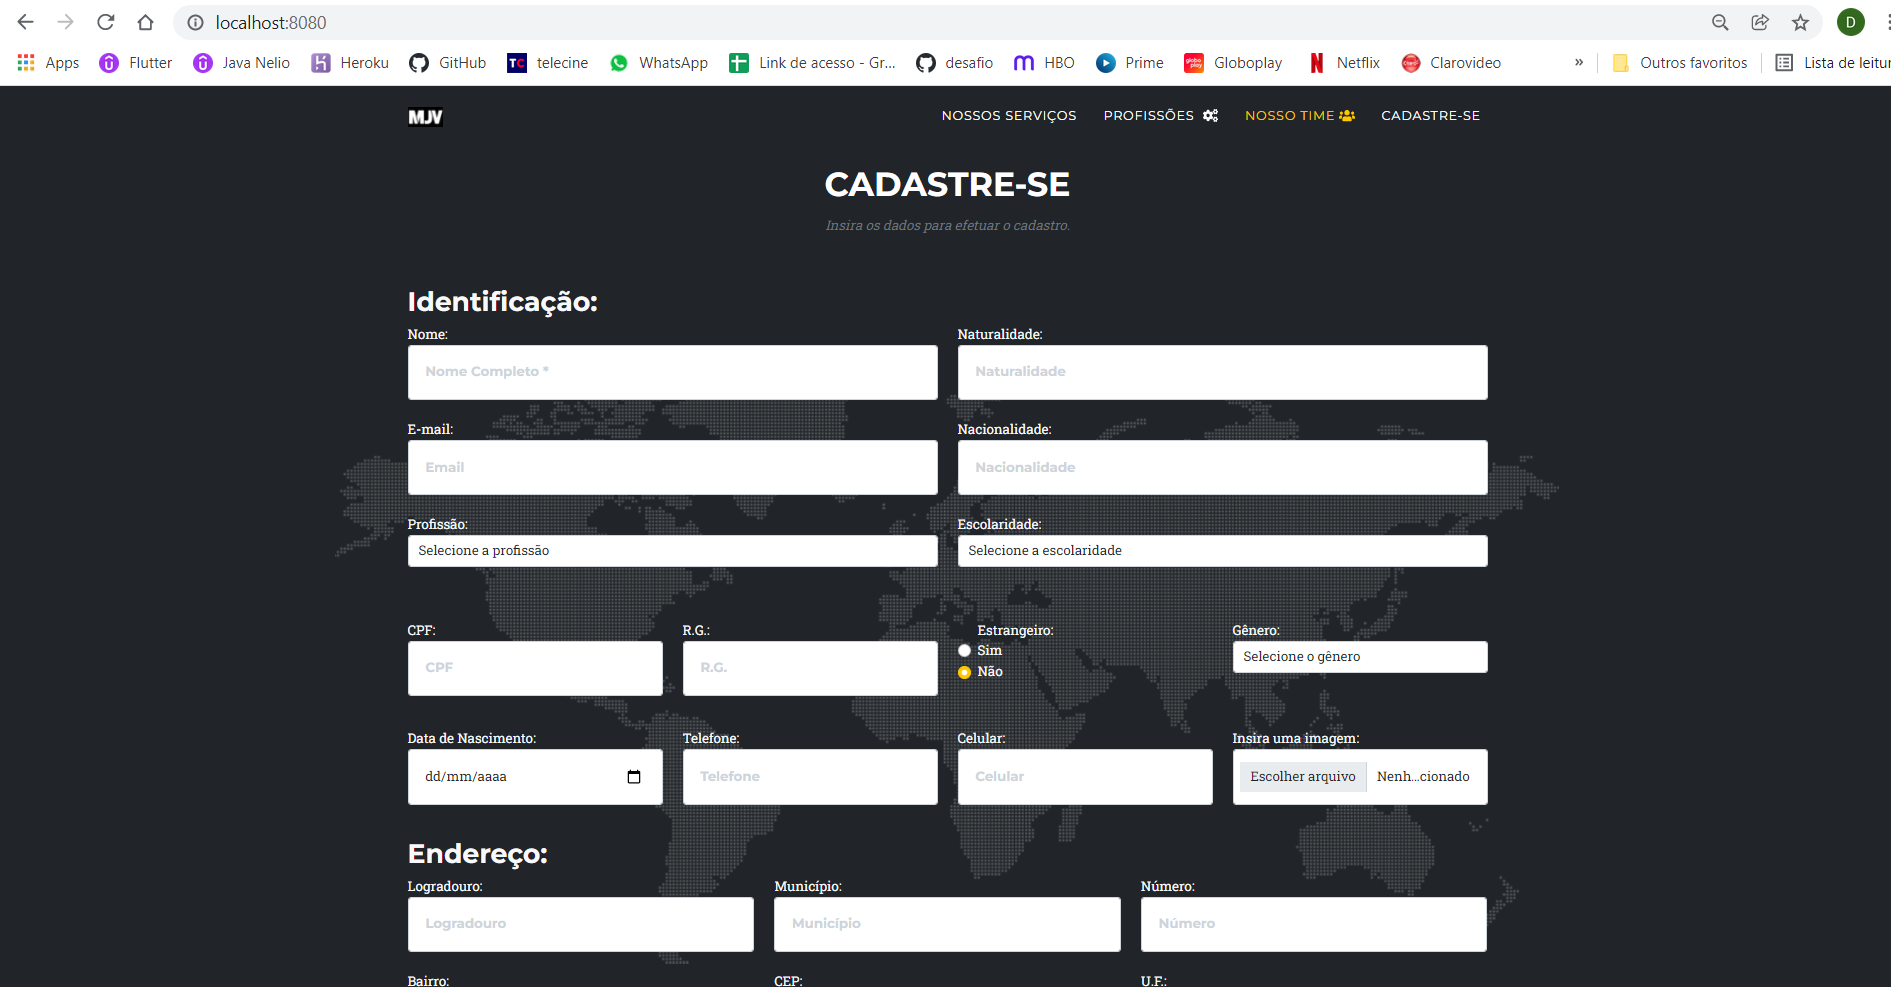 localhost:8080
D
Apps Flutter Java Nelio Heroku GitHub TC telecine WhatsApp Link de acesso - Gr... desafio HBO Prime globo play Globoplay Netflix Clarovideo » Outros favoritos Lista de leitur
MJV NOSSOS SERVIÇOS PROFISSÕES NOSSO TIME CADASTRE-SE
CADASTRE-SE
Insira os dados para efetuar o cadastro.
Identificação:
Nome: Naturalidade:
Nome Completo * Naturalidade
E-mail: Nacionalidade:
Email Nacionalidade
Profissão: Escolaridade:
Selecione a profissão Selecione a escolaridade
CPF: R.G.: Estrangeiro: Gênero:
Sim
CPF R.G. Não Selecione o gênero
Data de Nascimento: Telefone: Celular: Insira uma imagem:
dd/mm/aaaa Telefone Celular Escolher arquivo Nenh...cionado
Endereço:
Logradouro: Município: Número:
Logradouro Município Número
Bairro: CEP: U.F.: